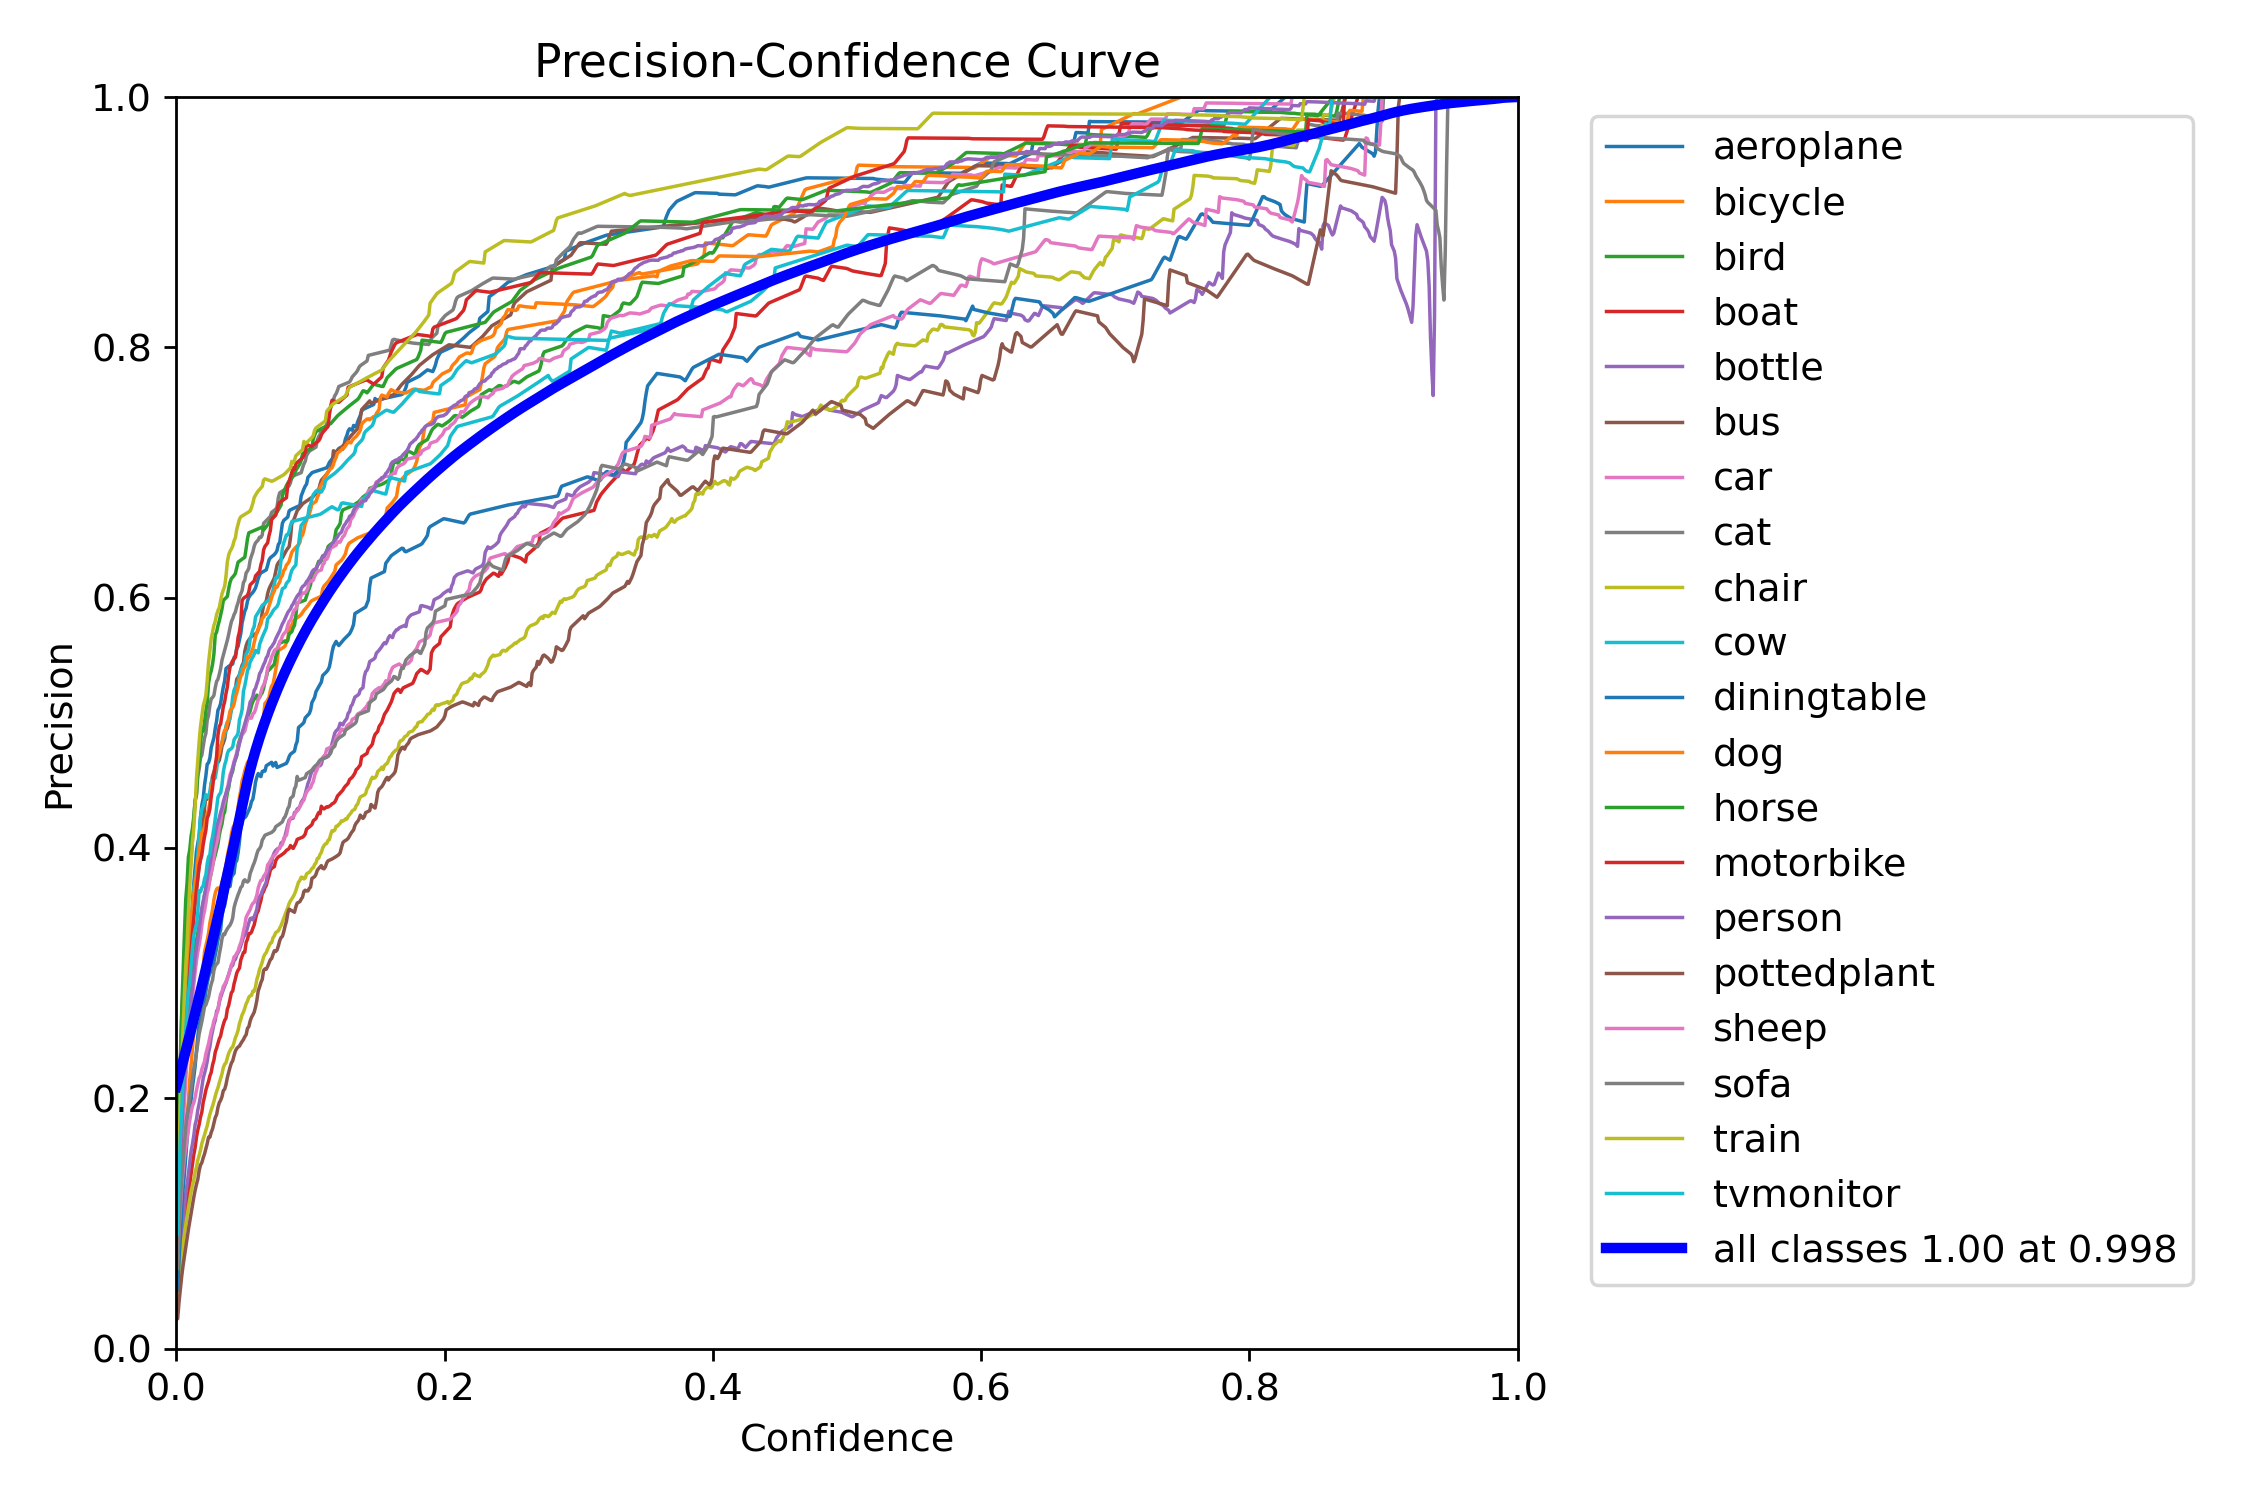 Precision-Confidence Curve
1.0
0.8
0.6
0.4
0.2
0.0
Precision
0.0 0.2 0.4 0.6 0.8 1.0
Confidence
aeroplane
bicycle
bird
boat
bottle
bus
car
cat
chair
cow
diningtable
dog
horse
motorbike
person
pottedplant
sheep
sofa
train
tvmonitor
all classes 1.00 at 0.998